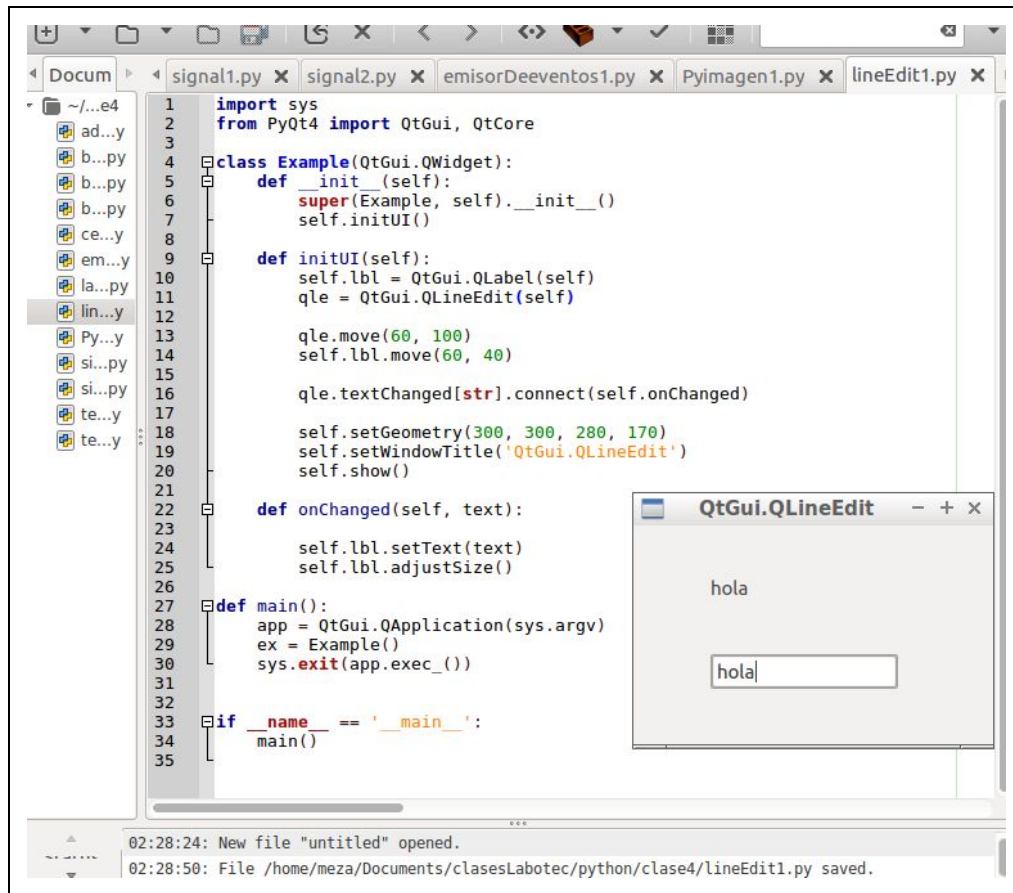 Docum
signal1.py
signal2.py
emisorDeeventos1.py
Pyimagen1.py
lineEdit1.py
~/...e4
ad...y
b...py
b...py
b...py
ce...y
em...y
la...py
lin...y
Py...y
si...py
si...py
te...y
te...y
1 import sys
2 from PyQt4 import QtGui, QtCore
3
4 class Example(QtGui.QWidget):
5     def __init__(self):
6         super(Example, self).__init__()
7         self.initUI()
8
9     def initUI(self):
10         self.lbl = QtGui.QLabel(self)
11         qle = QtGui.QLineEdit(self)
12
13         qle.move(60, 100)
14         self.lbl.move(60, 40)
15
16         qle.textChanged[str].connect(self.onChanged)
17
18         self.setGeometry(300, 300, 280, 170)
19         self.setWindowTitle('QtGui.QLineEdit')
20         self.show()
21
22     def onChanged(self, text):
23
24         self.lbl.setText(text)
25         self.lbl.adjustSize()
26
27 def main():
28     app = QtGui.QApplication(sys.argv)
29     ex = Example()
30     sys.exit(app.exec_())
31
32
33 if __name__ == '__main__':
34     main()
35
QtGui.QLineEdit
hola
hola
02:28:24: New file "untitled" opened.
02:28:50: File /home/meza/Documents/clasesLabotec/python/clase4/lineEdit1.py saved.